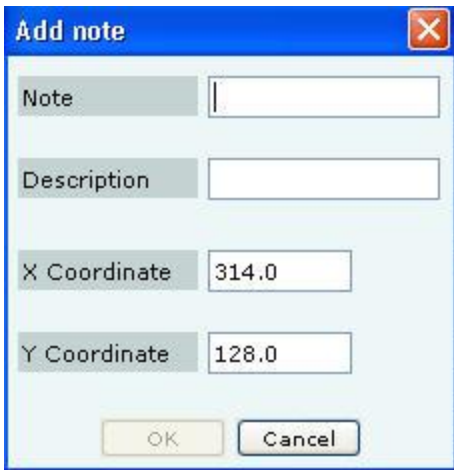 Add note
Note
Description
X Coordinate 314.0
Y Coordinate 128.0
OK Cancel